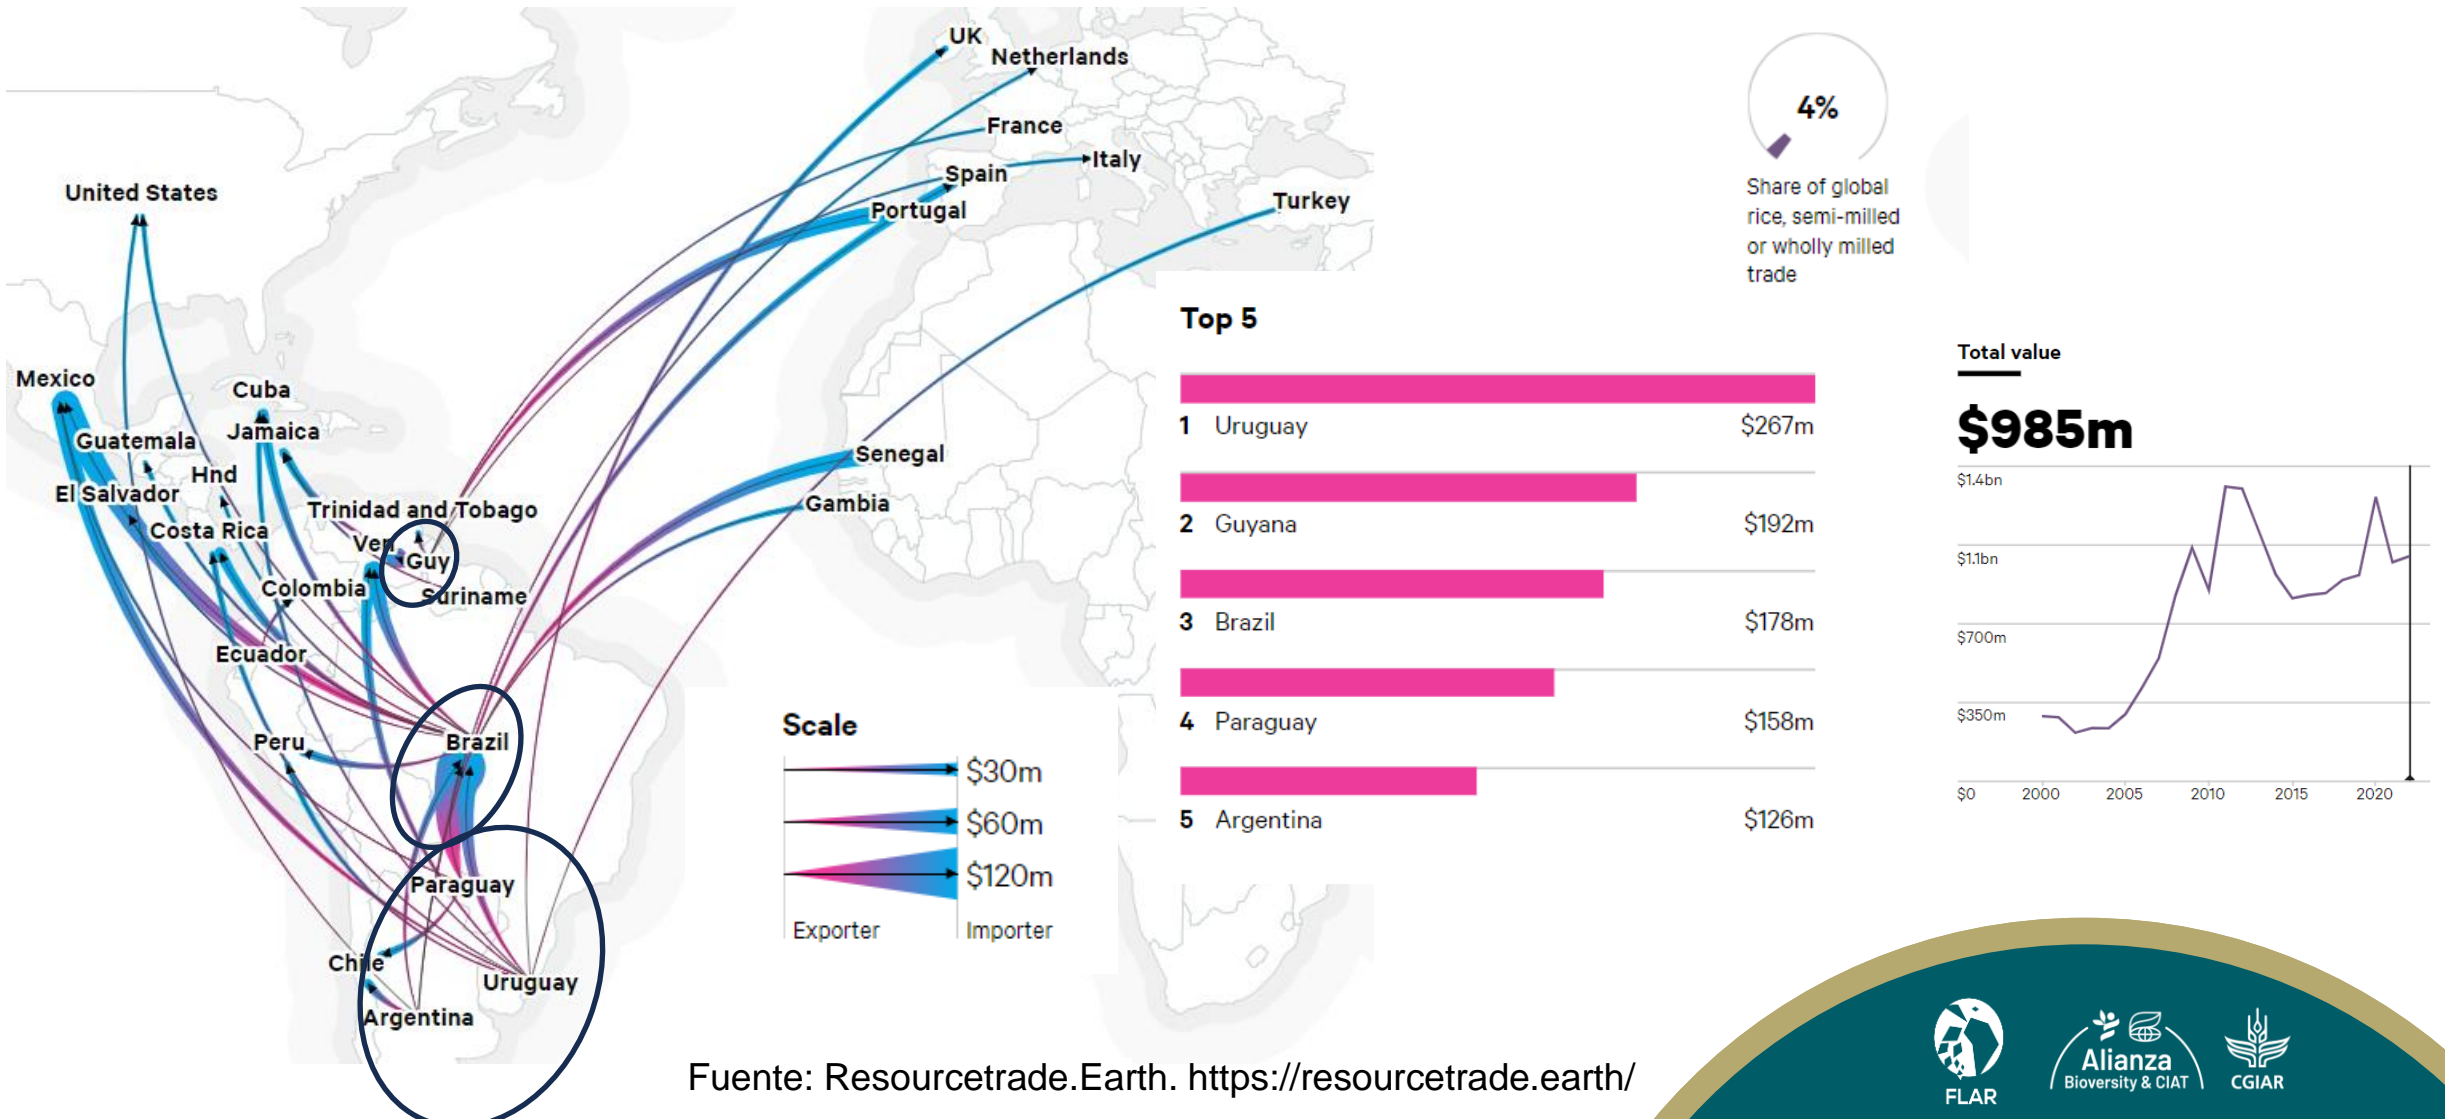 UK
Netherlands
France
Italy
Spain
Portugal
Turkey
United States
Mexico
Cuba
Guatemala
Jamaica
Hnd
El Salvador
Trinidad and Tobago
Costa Rica
Ven
Guy
Colombia
Suriname
Senegal
Gambia
Ecuador
Peru
Brazil
Paraguay
Chile
Uruguay
Argentina
Scale
$30m
$60m
$120m
Exporter
Importer
4%
Share of global
rice, semi-milled
or wholly milled
trade
Top 5
1 Uruguay $267m
2 Guyana $192m
3 Brazil $178m
4 Paraguay $158m
5 Argentina $126m
Total value
$985m
$1.4bn
$1.1bn
$700m
$350m
$0 2000 2005 2010 2015 2020
Fuente: Resourcetrade.Earth. https://resourcetrade.earth/
FLAR
Alianza
Bioversity & CIAT
CGIAR